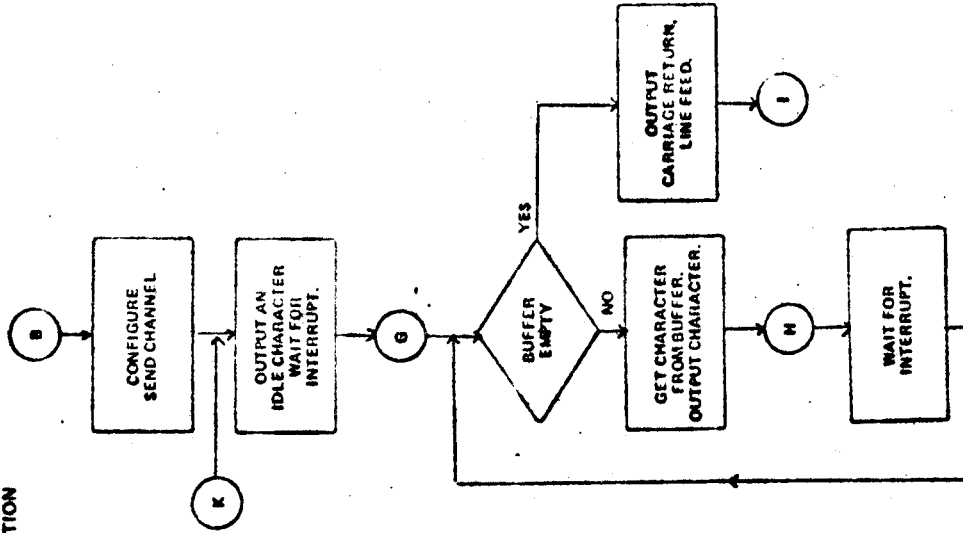 TION
B
CONFIGURE
SEND CHANNEL
K
OUTPUT AN
IDLE CHARACTER
WAIT FOR
INTERRUPT.
G
BUFFER
EMPTY
YES
OUTPUT
CARRIAGE RETURN,
LINE FEED.
I
NO
GET CHARACTER
FROM BUFFER.
OUTPUT CHARACTER.
H
WAIT FOR
INTERRUPT.